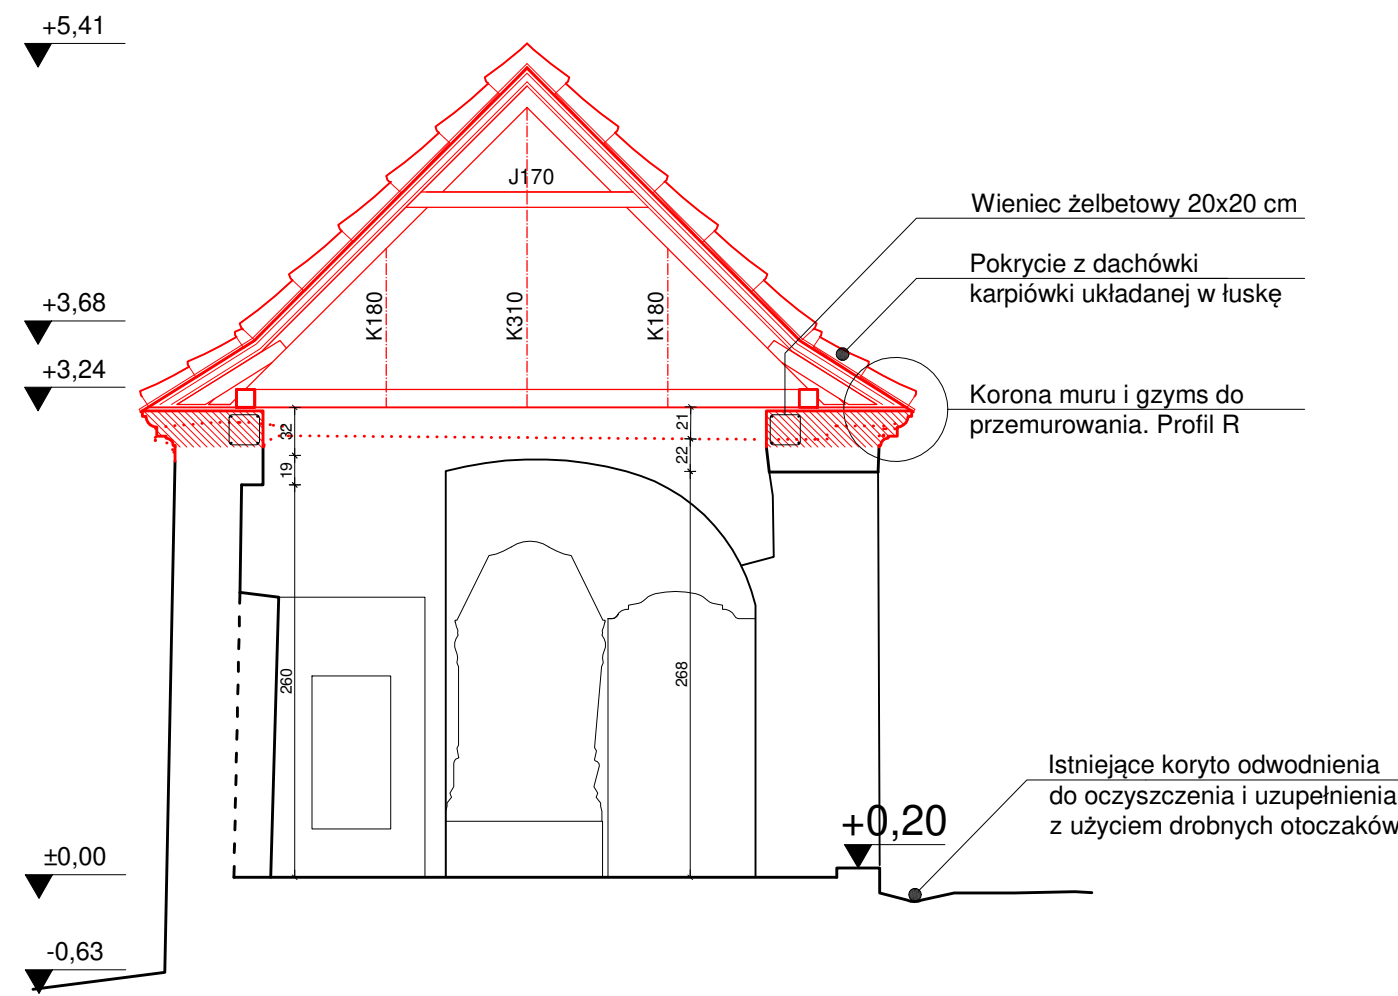 +5,41
J170
Wieniec żelbetowy 20x20 cm
Pokrycie z dachówki
karpiówki układanej w łuskę
+3,68
K180
K310
K180
+3,24
Korona muru i gzyms do
przemurowania. Profil R
32
21
19
22
260
268
Istniejące koryto odwodnienia
do oczyszczenia i uzupełnienia
z użyciem drobnych otoczaków
+0,20
±0,00
-0,63